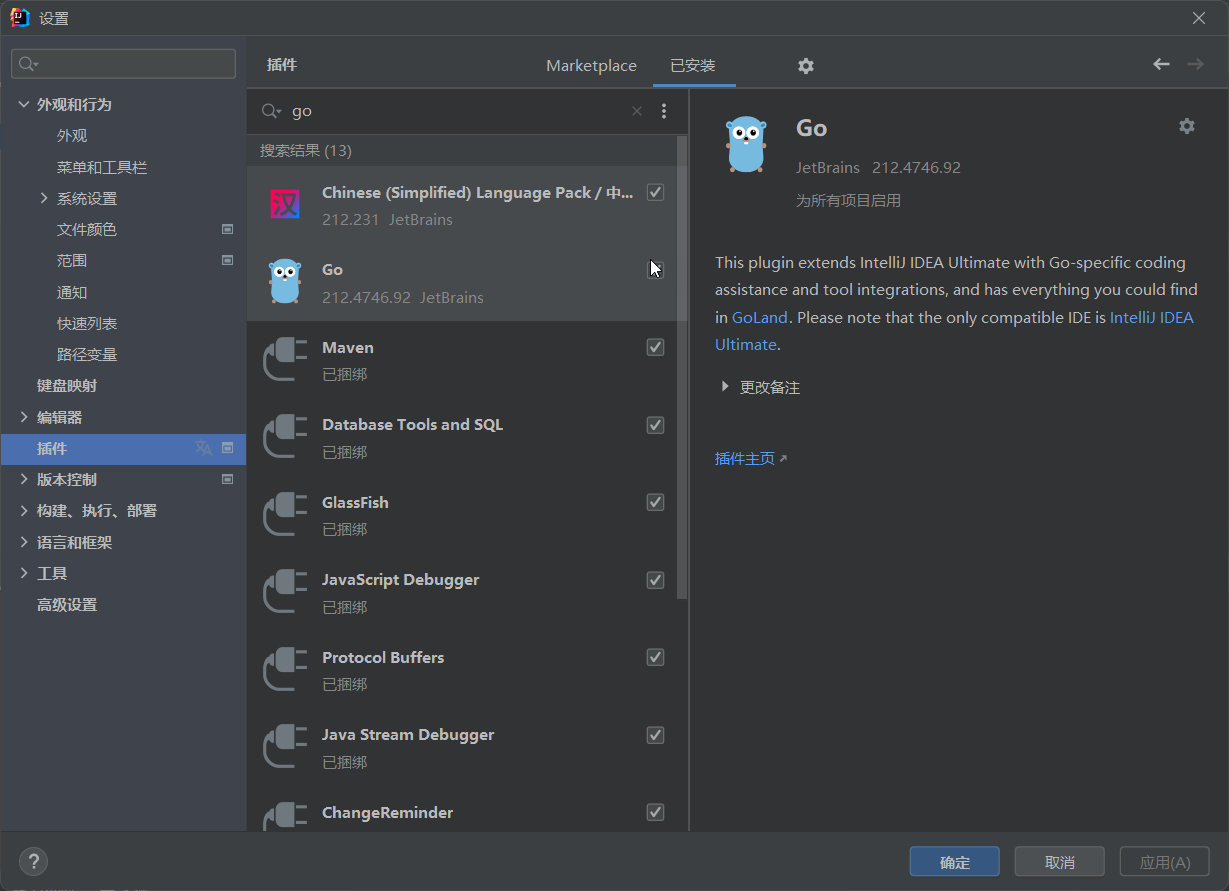 设置
外观和行为
外观
菜单和工具栏
系统设置
文件颜色
范围
通知
快速列表
路径变量
键盘映射
编辑器
插件
版本控制
构建、执行、部署
语言和框架
工具
高级设置
插件
Marketplace
已安装
go
搜索结果 (13)
Chinese (Simplified) Language Pack / 中...
212.231 JetBrains
Go
212.4746.92 JetBrains
Maven
已捆绑
Database Tools and SQL
已捆绑
GlassFish
已捆绑
JavaScript Debugger
已捆绑
Protocol Buffers
已捆绑
Java Stream Debugger
已捆绑
ChangeReminder
Go
JetBrains 212.4746.92
为所有项目启用
This plugin extends IntelliJ IDEA Ultimate with Go-specific coding
assistance and tool integrations, and has everything you could find
in GoLand. Please note that the only compatible IDE is IntelliJ IDEA
Ultimate.
更改备注
插件主页
?
确定
取消
应用(A)